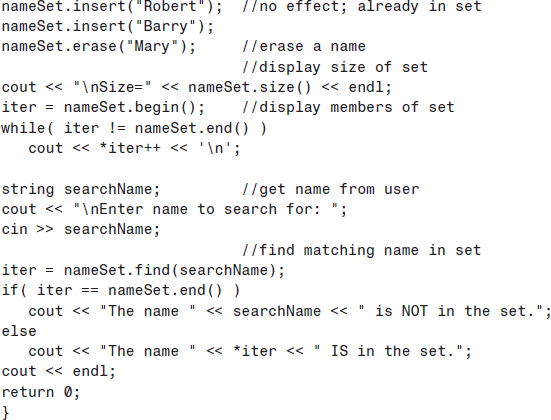 nameSet.insert("Robert");  //no effect; already in set
nameSet.insert("Barry");
nameSet.erase("Mary");     //erase a name
                           //display size of set
cout << "\nSize=" << nameSet.size() << endl;
iter = nameSet.begin();    //display members of set
while( iter != nameSet.end() )
   cout << *iter++ << '\n';

string searchName;         //get name from user
cout << "\nEnter name to search for: ";
cin >> searchName;
                           //find matching name in set
iter = nameSet.find(searchName);
if( iter == nameSet.end() )
   cout << "The name " << searchName << " is NOT in the set.";
else
   cout << "The name " << *iter << " IS in the set.";
cout << endl;
return 0;
}